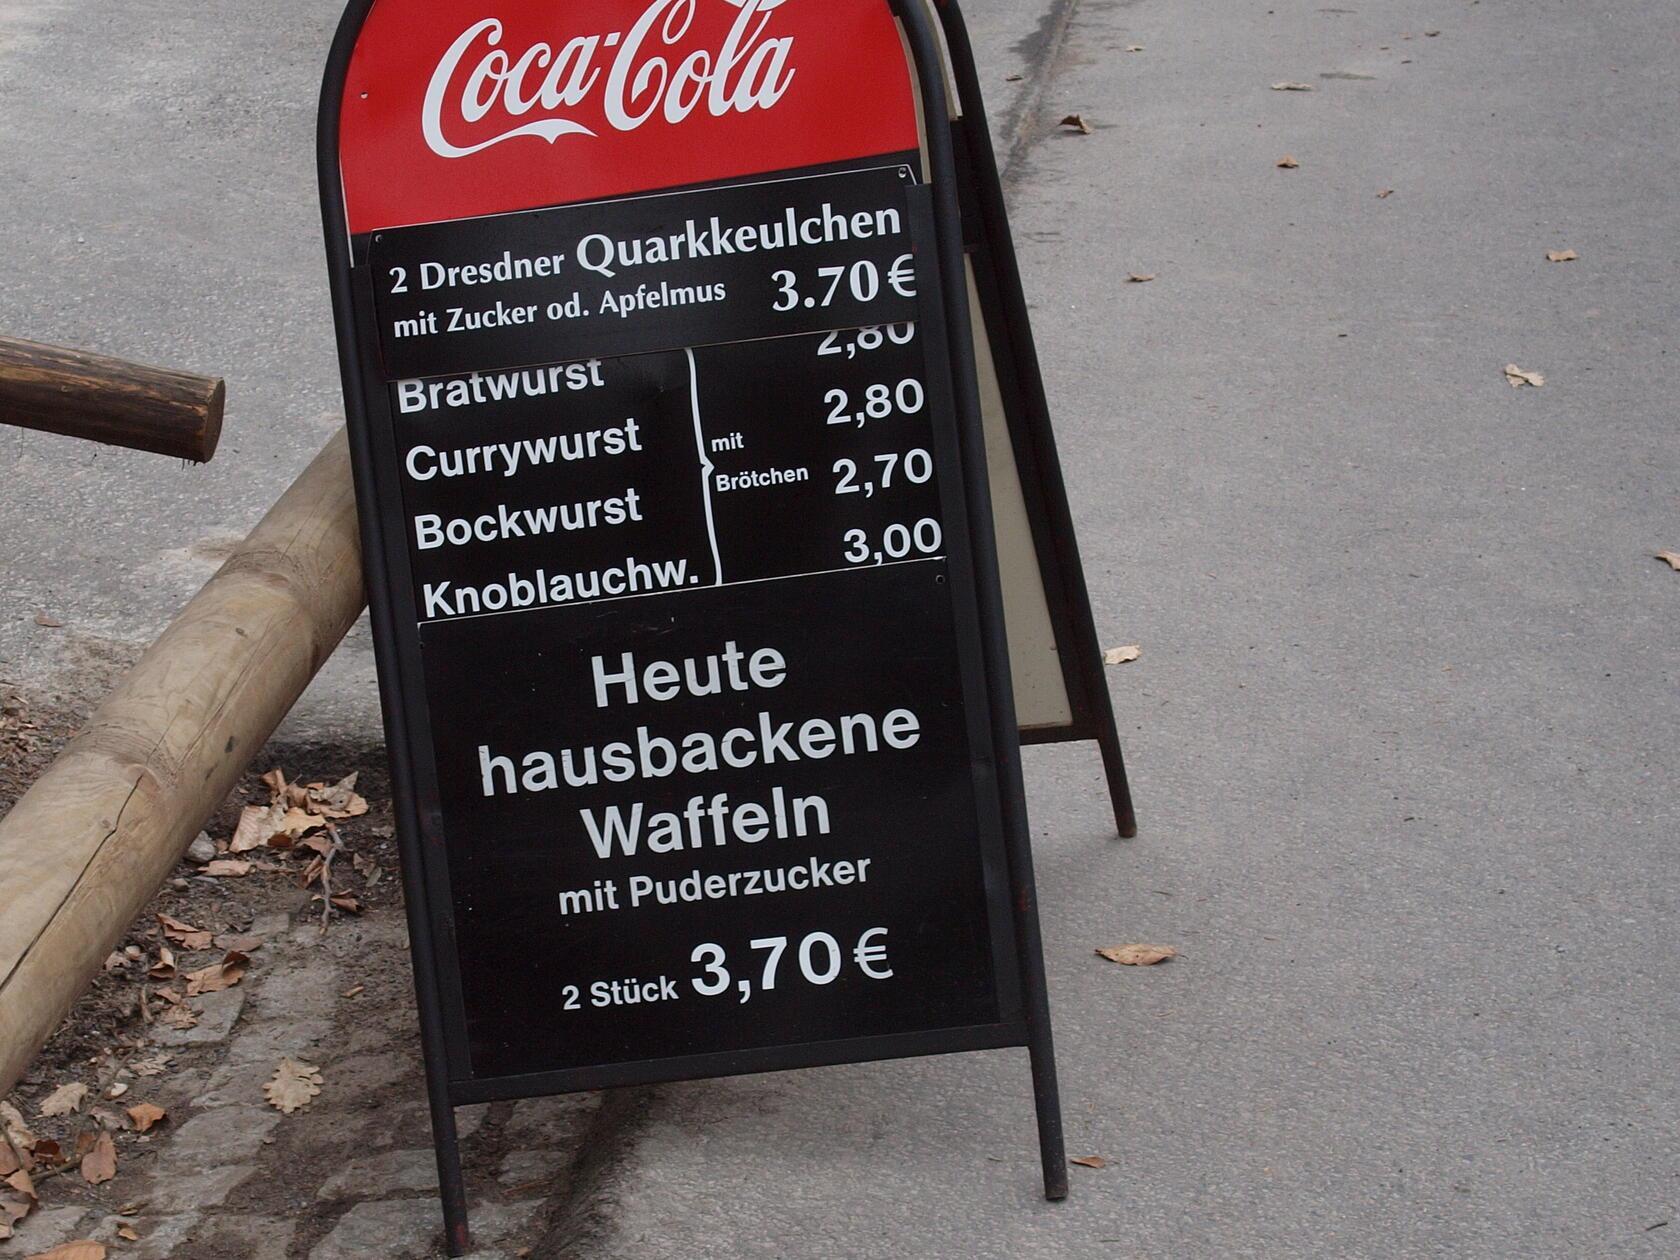 Coca-Cola
2 Dresdner Quarkkeulchen
mit Zucker od. Apfelmus 3.70€
Bratwurst 2,80
Currywurst 2,80
mit
Brötchen
Bockwurst 2,70
Knoblauchw. 3,00
Heute
hausbackene
Waffeln
mit Puderzucker
2 Stück 3,70€